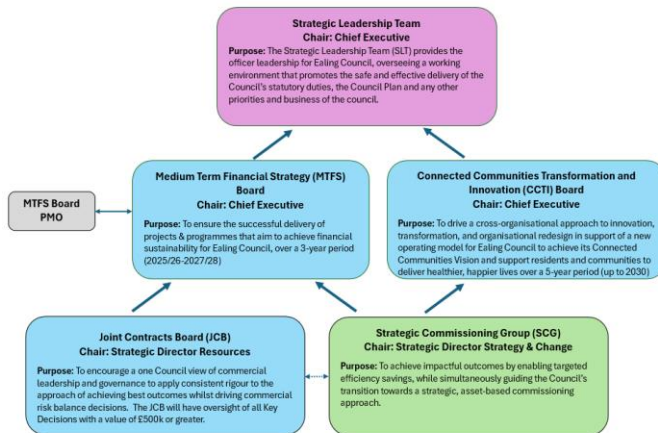 Strategic Leadership Team
Chair: Chief Executive
Purpose: The Strategic Leadership Team (SLT) provides the
officer leadership for Ealing Council, overseeing a working
environment that promotes the safe and effective delivery of the
Council's statutory duties, the Council Plan and any other
priorities and business of the council.
Medium Term Financial Strategy (MTFS)
Board
Chair: Chief Executive
Purpose: To ensure the successful delivery of
projects & programmes that aim to achieve financial
sustainability for Ealing Council, over a 3-year period
(2025/26-2027/28)
Connected Communities Transformation and
Innovation (CCTI) Board
Chair: Chief Executive
Purpose: To drive a cross-organisational approach to innovation,
transformation, and organisational redesign in support of a new
operating model for Ealing Council to achieve its Connected
Communities Vision and support residents and communities to
deliver healthier, happier lives over a 5-year period (up to 2030)
MTFS Board
PMO
Joint Contracts Board (JCB)
Chair: Strategic Director Resources
Purpose: To encourage a one Council view of commercial
leadership and governance to apply consistent rigour to the
approach of achieving best outcomes whilst driving commercial
risk balance decisions. The JCB will have oversight of all Key
Decisions with a value of £500k or greater.
Strategic Commissioning Group (SCG)
Chair: Strategic Director Strategy & Change
Purpose: To achieve impactful outcomes by enabling targeted
efficiency savings, while simultaneously guiding the Council's
transition towards a strategic, asset-based commissioning
approach.